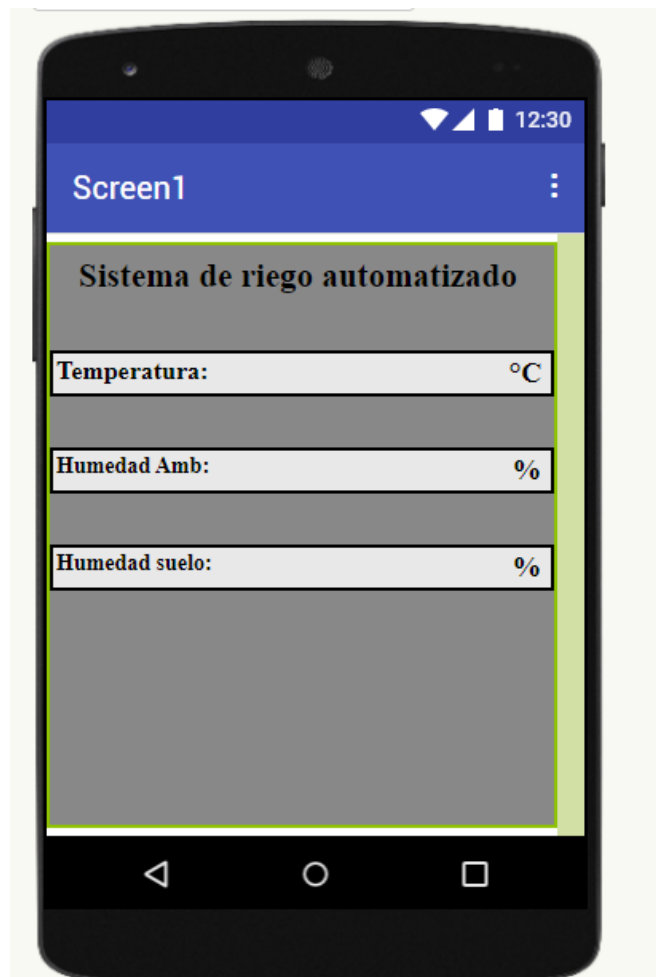 12:30
Screen1
Sistema de riego automatizado
Temperatura: °C
Humedad Amb: %
Humedad suelo: %